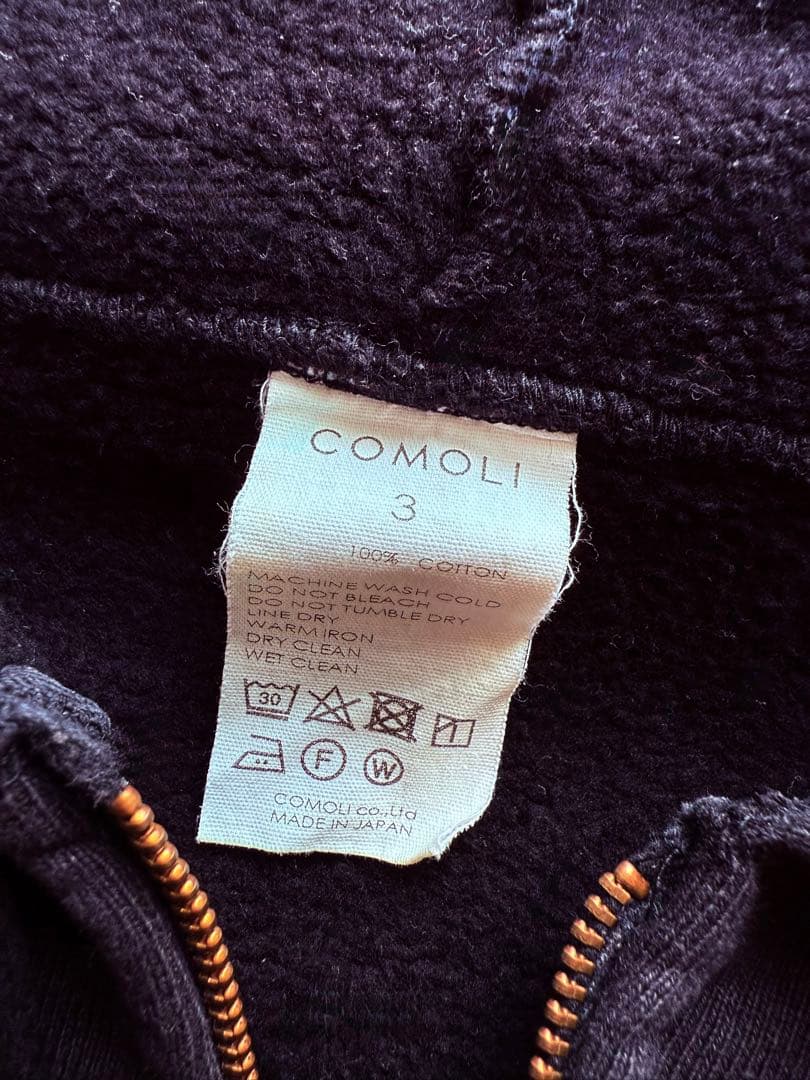 COMOLI
3
100% COTTON
MACHINE WASH COLD
DO NOT BLEACH
DO NOT TUMBLE DRY
LINE DRY
WARM IRON
DRY CLEAN
WET CLEAN
30
F W
COMOLI co.,Ltd
MADE IN JAPAN